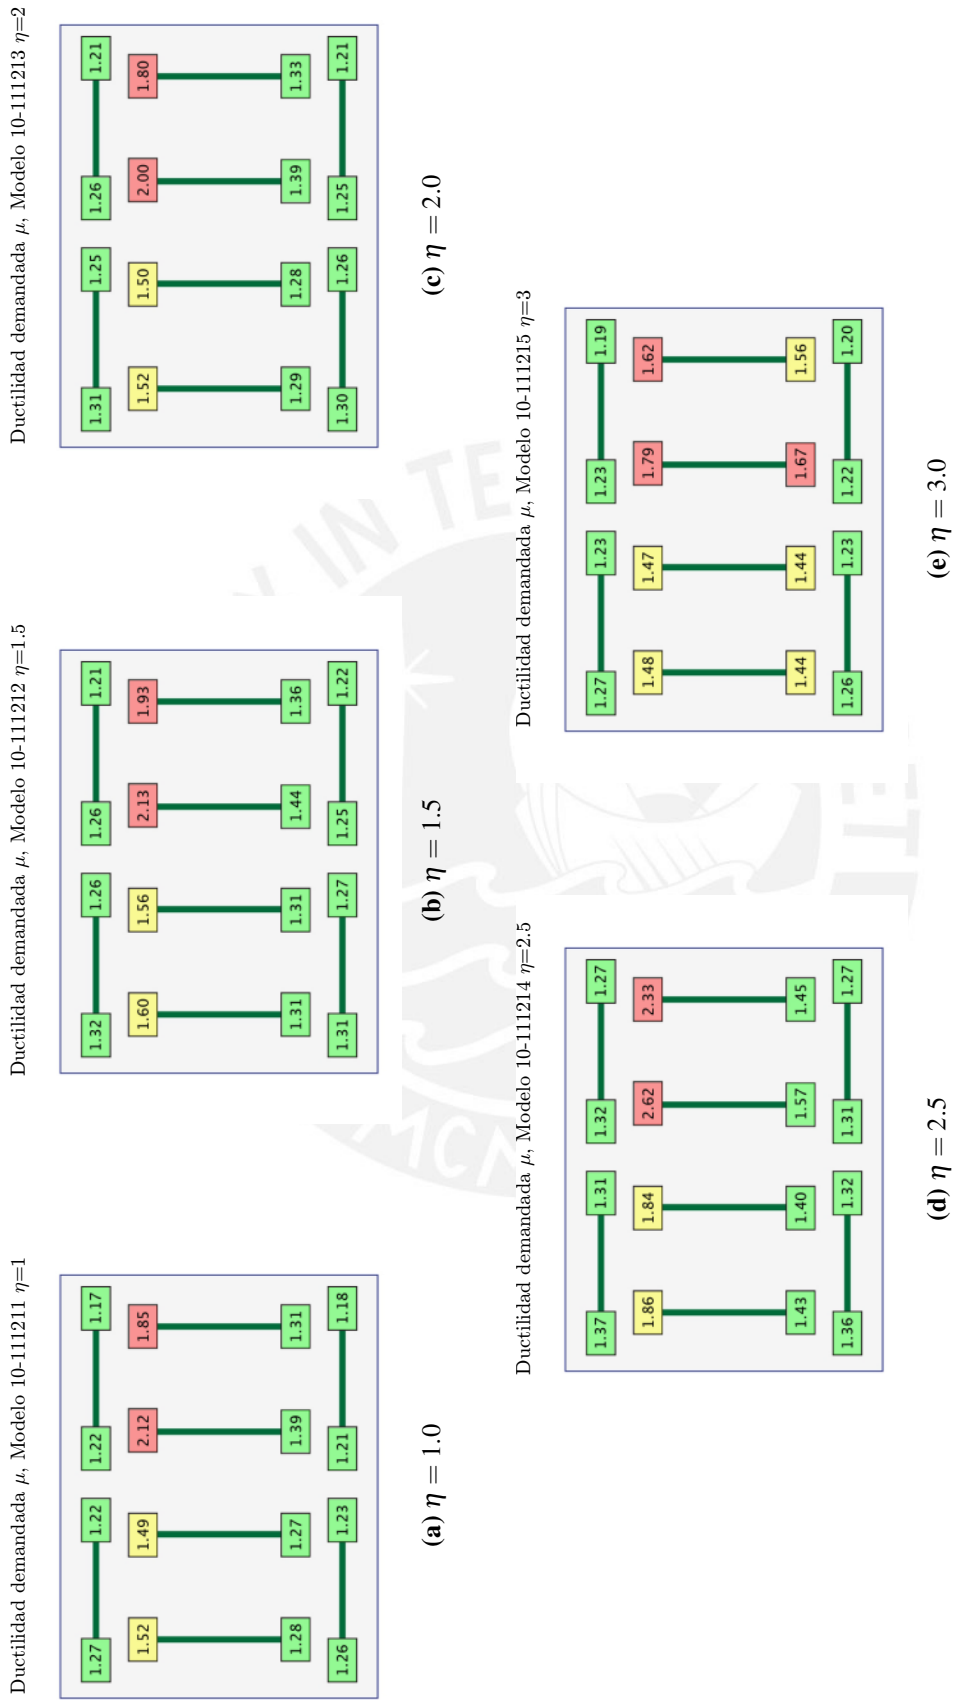 Ductilidad demandada μ, Modelo 10-111211 η=1
1.27 1.22 1.22 1.17
1.52 1.49 2.12 1.85
1.28 1.27 1.39 1.31
1.26 1.23 1.21 1.18
(a) η = 1.0
Ductilidad demandada μ, Modelo 10-111212 η=1.5
1.32 1.26 1.26 1.21
1.60 1.56 2.13 1.93
1.31 1.31 1.44 1.36
1.31 1.27 1.25 1.22
(b) η = 1.5
Ductilidad demandada μ, Modelo 10-111213 η=2
1.31 1.25 1.26 1.21
1.52 1.50 2.00 1.80
1.29 1.28 1.39 1.33
1.30 1.26 1.25 1.21
(c) η = 2.0
Ductilidad demandada μ, Modelo 10-111214 η=2.5
1.37 1.31 1.32 1.27
1.86 1.84 2.62 2.33
1.43 1.40 1.57 1.45
1.36 1.32 1.31 1.27
(d) η = 2.5
Ductilidad demandada μ, Modelo 10-111215 η=3
1.27 1.23 1.23 1.19
1.48 1.47 1.79 1.62
1.44 1.44 1.67 1.56
1.26 1.23 1.22 1.20
(e) η = 3.0
IN TE